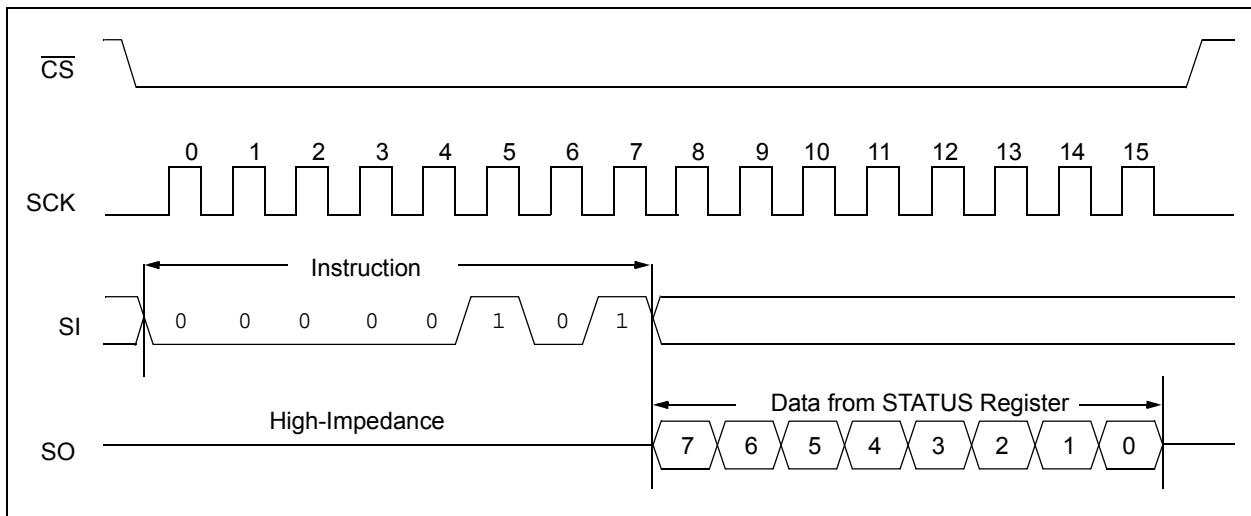 CS
0 1 2 3 4 5 6 7 8 9 10 11 12 13 14 15
SCK
Instruction
SI 0 0 0 0 0 1 0 1
High-Impedance
Data from STATUS Register
SO 7 6 5 4 3 2 1 0